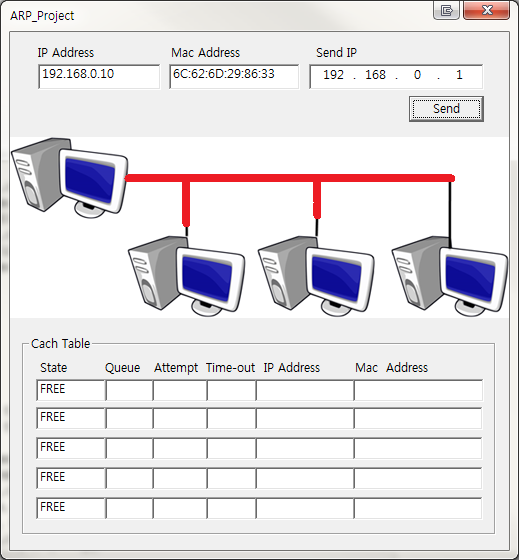 ARP_Project
IP Address Mac Address Send IP
192.168.0.10 6C:62:6D:29:86:33 192 . 168 . 0 . 1
Send
Cach Table
State Queue Attempt Time-out IP Address Mac Address
FREE
FREE
FREE
FREE
FREE